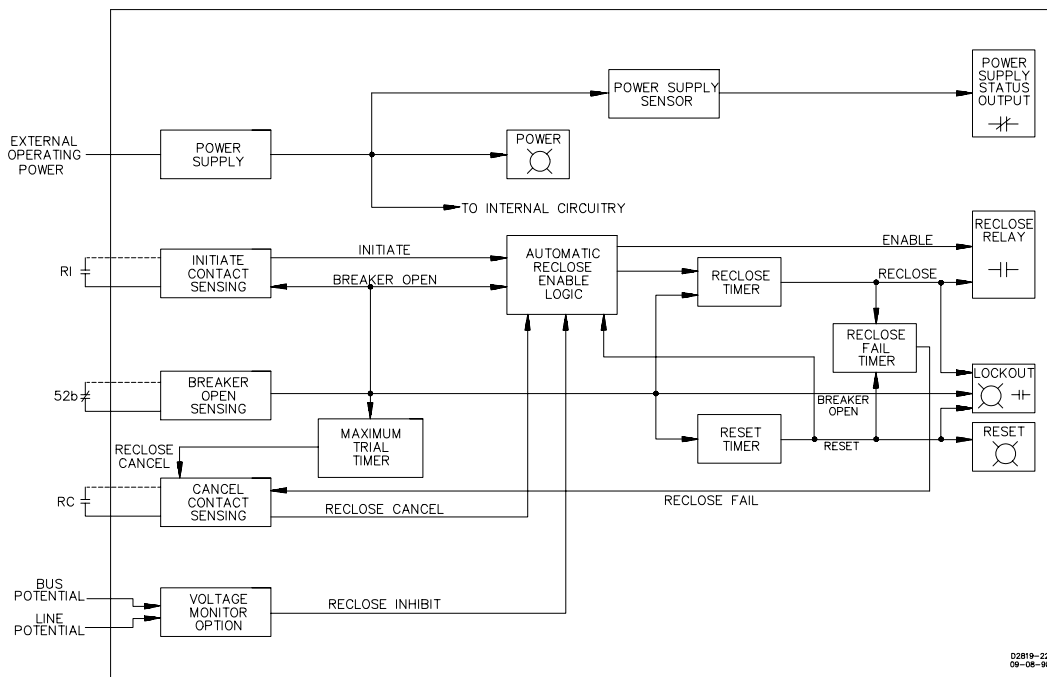 POWER
SUPPLY
STATUS
OUTPUT
POWER SUPPLY
SENSOR
EXTERNAL
OPERATING
POWER
POWER
SUPPLY
POWER
TO INTERNAL CIRCUITRY
RI
INITIATE
CONTACT
SENSING
INITIATE
BREAKER OPEN
AUTOMATIC
RECLOSE
ENABLE
LOGIC
ENABLE
RECLOSE
RELAY
RECLOSE
TIMER
RECLOSE
RECLOSE
FAIL
TIMER
52b
BREAKER
OPEN
SENSING
LOCKOUT
BREAKER
OPEN
MAXIMUM
TRIAL
TIMER
RESET
TIMER
RESET
RESET
RECLOSE
CANCEL
RC
CANCEL
CONTACT
SENSING
RECLOSE CANCEL
RECLOSE FAIL
BUS
POTENTIAL
LINE
POTENTIAL
VOLTAGE
MONITOR
OPTION
RECLOSE INHIBIT
D2819-22